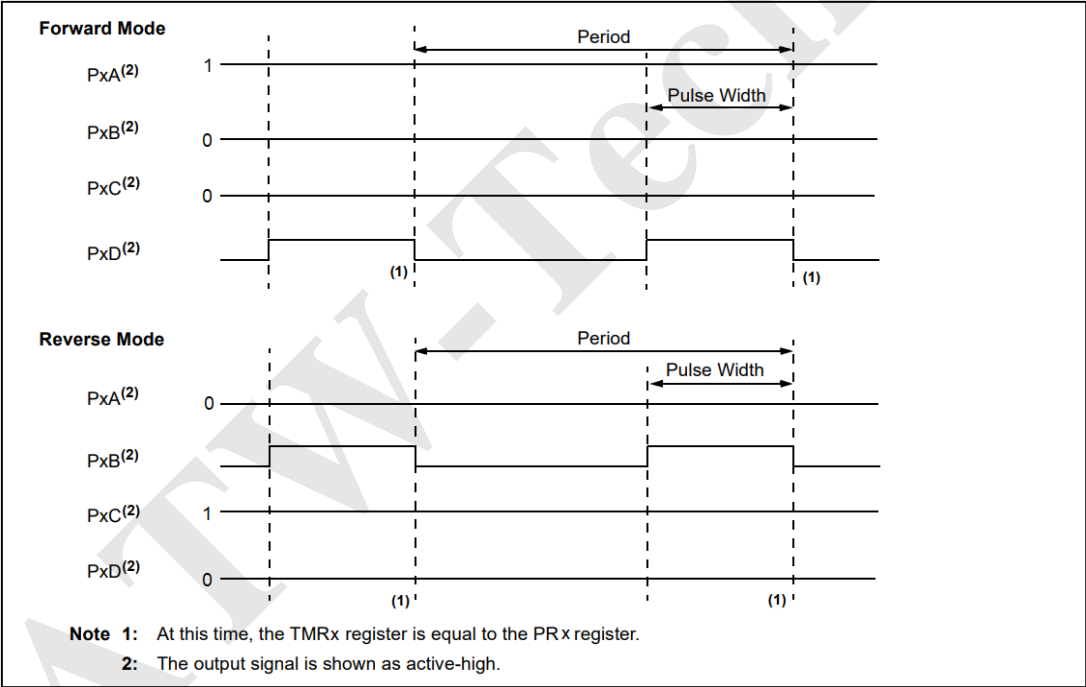 Forward Mode
Period
PxA(2) 1
Pulse Width
PxB(2) 0
PxC(2) 0
PxD(2)
(1) (1)
Reverse Mode
Period
Pulse Width
PxA(2) 0
PxB(2)
PxC(2) 1
PxD(2) 0
(1) (1)
Note 1: At this time, the TMRx register is equal to the PRx register.
2: The output signal is shown as active-high.
ATW-Tech